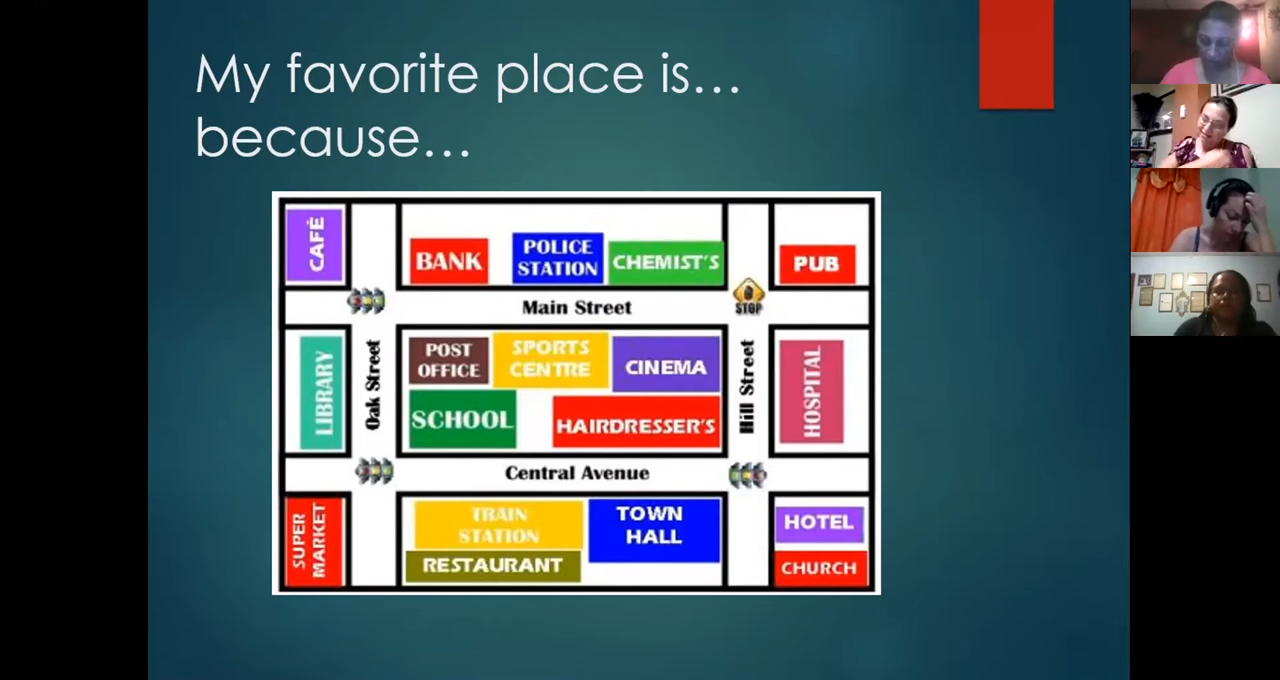 My favorite place is...
because...
CAFÉ
BANK
POLICE
STATION
CHEMIST'S
PUB
Main Street
STOP
LIBRARY
Oak Street
POST
OFFICE
SPORTS
CENTRE
CINEMA
SCHOOL
HAIRDRESSER'S
Hill Street
HOSPITAL
Central Avenue
SUPER
MARKET
TRAIN
STATION
RESTAURANT
TOWN
HALL
HOTEL
CHURCH